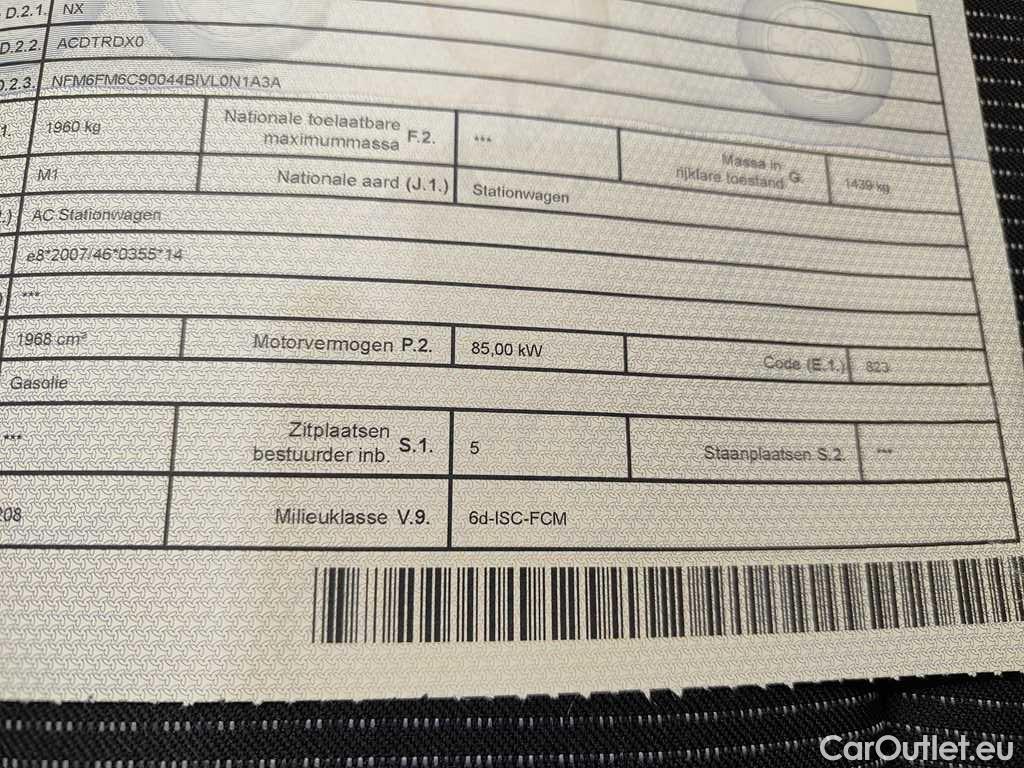 D.2.1. NX
D.2.2. ACDTRDX0
D.2.3. NFM6FM6C90044BIVL0N1A3A
1. 1960 kg Nationale toelaatbare maximummassa F.2. *** Massa in rijklare toestand G. 1439 kg
M1 Nationale aard (J.1.) Stationwagen
.) AC Stationwagen
e8*2007/46*0355*14
) ***
1968 cm³ Motorvermogen P.2. 85,00 kW Code (E.1.) 823
Gasolie
*** Zitplaatsen bestuurder inb. S.1. 5 Staanplaatsen S.2. ***
208 Milieuklasse V.9. 6d-ISC-FCM
CarOutlet.eu